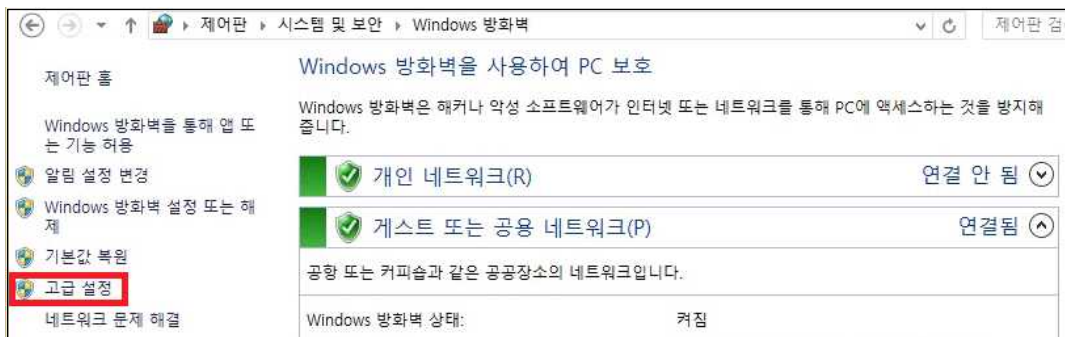 제어판 ▸ 시스템 및 보안 ▸ Windows 방화벽
제어판 검
제어판 홈
Windows 방화벽을 통해 앱 또
는 기능 허용
알림 설정 변경
Windows 방화벽 설정 또는 해
제
기본값 복원
고급 설정
네트워크 문제 해결
Windows 방화벽을 사용하여 PC 보호
Windows 방화벽은 해커나 악성 소프트웨어가 인터넷 또는 네트워크를 통해 PC에 액세스하는 것을 방지해
줍니다.
개인 네트워크(R) 연결 안 됨
게스트 또는 공용 네트워크(P) 연결됨
공항 또는 커피숍과 같은 공공장소의 네트워크입니다.
Windows 방화벽 상태: 켜짐